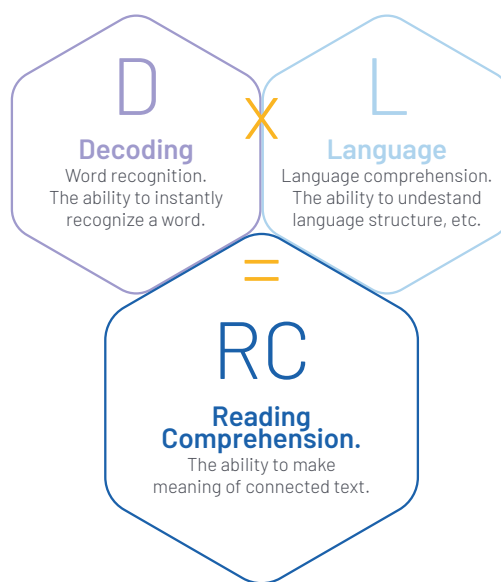 D
Decoding
Word recognition.
The ability to instantly
recognize a word.
X
L
Language
Language comprehension.
The ability to undestand
language structure, etc.
=
RC
Reading
Comprehension.
The ability to make
meaning of connected text.